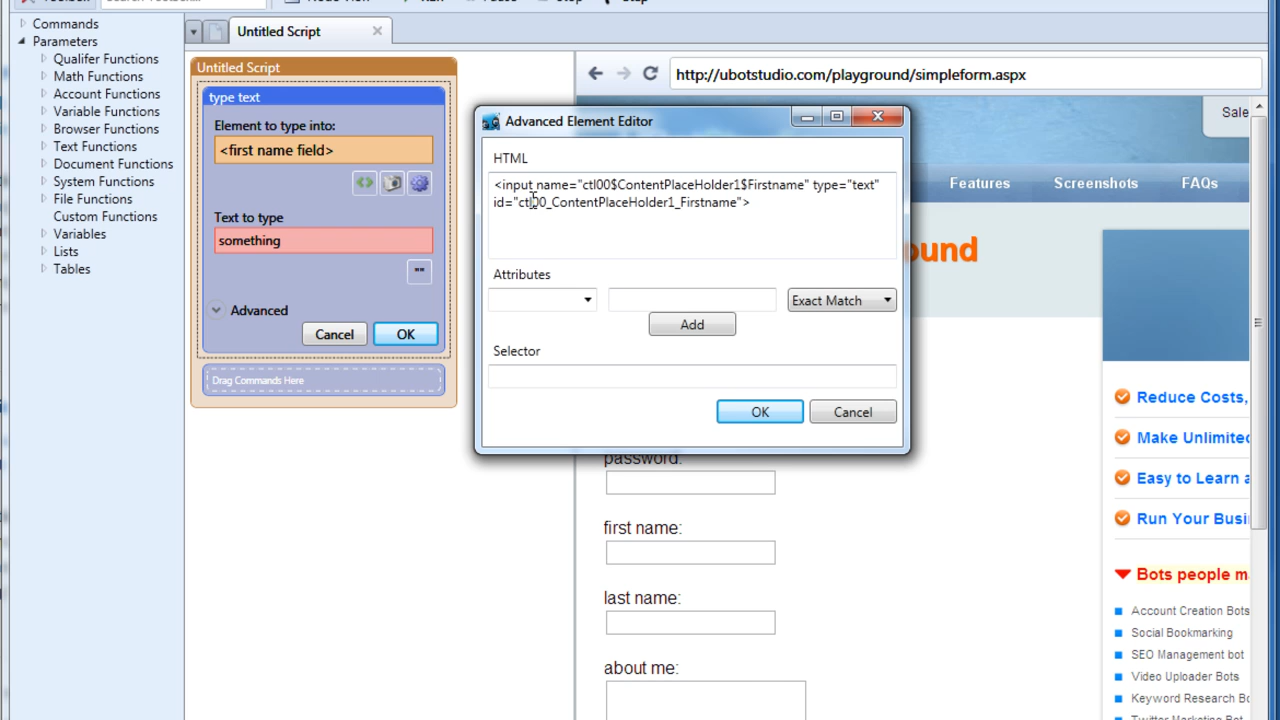 Untitled Script
Commands
Parameters
Qualifer Functions
Math Functions
Account Functions
Variable Functions
Browser Functions
Text Functions
Document Functions
System Functions
File Functions
Custom Functions
Variables
Lists
Tables
Untitled Script
type text
Element to type into:
<first name field>
Text to type
something
""
Advanced
Cancel
OK
Drag Commands Here
http://ubotstudio.com/playground/simpleform.aspx
Sale
Features
Screenshots
FAQs
ound
Advanced Element Editor
HTML
<input name="ctl00$ContentPlaceHolder1$Firstname" type="text"
id="ctl00_ContentPlaceHolder1_Firstname">
Attributes
Exact Match
Add
Selector
OK
Cancel
password:
first name:
last name:
about me:
Reduce Costs,
Make Unlimited
Easy to Learn a
Run Your Busi
Bots people m
Account Creation Bots
Social Bookmarking
SEO Management bot
Video Uploader Bots
Keyword Research Bo